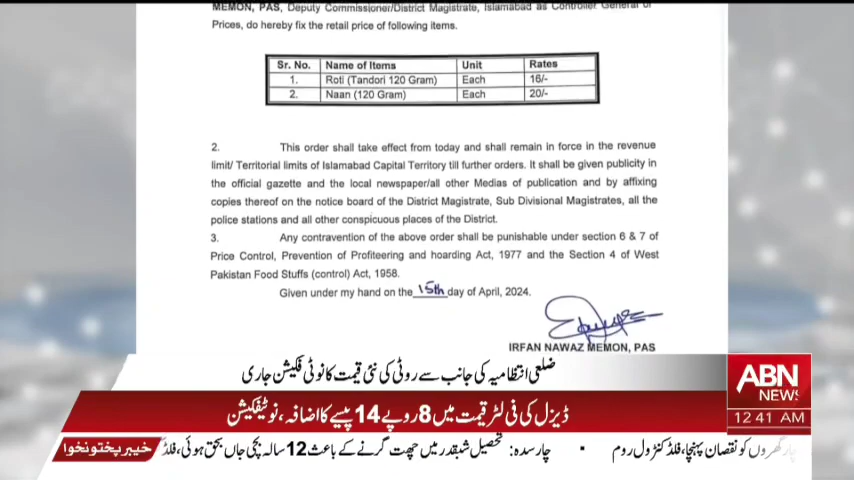 MEMON, PAS, Deputy Commissioner/District Magistrate, Islamabad as Controller General of
Prices, do hereby fix the retail price of following items.
Sr. No. Name of Items Unit Rates
1. Roti (Tandori 120 Gram) Each 16/-
2. Naan (120 Gram) Each 20/-
2. This order shall take effect from today and shall remain in force in the revenue
limit/ Territorial limits of Islamabad Capital Territory till further orders. It shall be given publicity in
the official gazette and the local newspaper/all other Medias of publication and by affixing
copies thereof on the notice board of the District Magistrate, Sub Divisional Magistrates, all the
police stations and all other conspicuous places of the District.
3. Any contravention of the above order shall be punishable under section 6 & 7 of
Price Control, Prevention of Profiteering and hoarding Act, 1977 and the Section 4 of West
Pakistan Food Stuffs (control) Act, 1958.
Given under my hand on the 15th day of April, 2024.
IRFAN NAWAZ MEMON, PAS
ضلعی انتظامیہ کی جانب سے روٹی کی نئی قیمت کا نوٹی فکیشن جاری
ABN
NEWS
ڈیزل کی فی لٹر قیمت میں 8 روپے 14 پیسے کا اضافہ، نوٹیفکیشن
12:41 AM
خیبر پختونخوا
گھروں کو نقصان پہنچا، فلڈ کنٹرول روم • چارسدہ: تحصیل شبقدر میں چھت گرنے کے باعث 12 سالہ بچی جاں بحق ہوئی، فلڈ